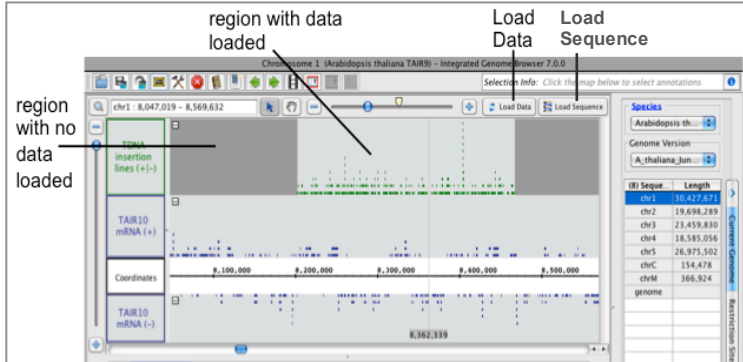 region with data
loaded
Load
Data
Load
Sequence
region
with no
data
loaded
Chromosome 1 (Arabidopsis thaliana TAIR9) - Integrated Genome Browser 7.0.0
Selection Info: Click the map below to select annotations
chr1 : 8,047,019 - 8,569,632
Load Data
Load Sequence
TDNA
insertion
lines (+|-)
TAIR10
mRNA (+)
Coordinates
8,100,000
8,200,000
8,300,000
8,400,000
8,500,000
TAIR10
mRNA (-)
8,362,339
Species
Arabidopsis th...
Genome Version
A_thaliana_Jun...
(8) Seque... Length
chr1 30,427,671
chr2 19,698,289
chr3 23,459,830
chr4 18,585,056
chr5 26,975,502
chrC 154,478
chrM 366,924
genome
Current Genome
Restriction Site